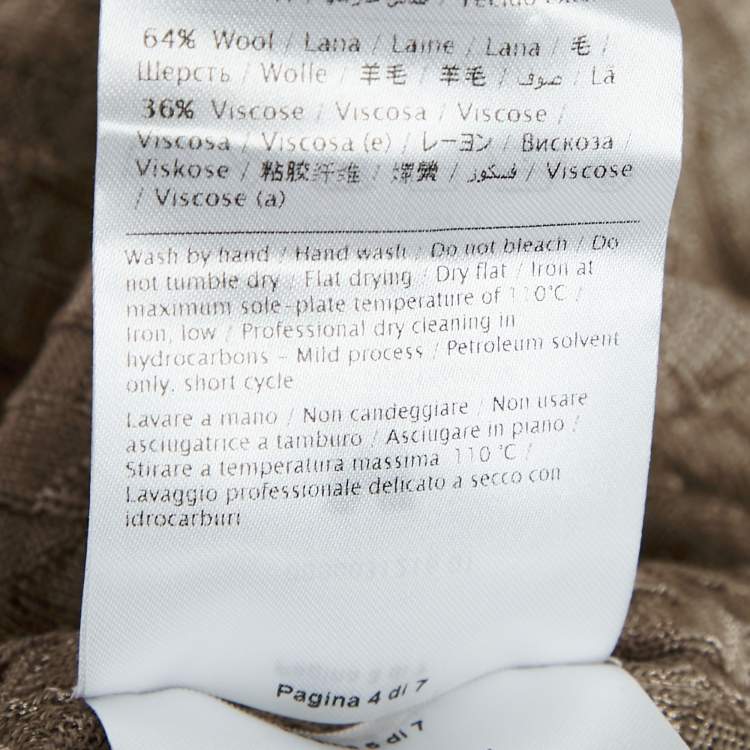 64% Wool / Lana / Laine / Lana / 毛 /
Шерсть / Wolle / 羊毛 / 羊毛 / صوف / Lã
36% Viscose / Viscosa / Viscose /
Viscosa / Viscosa (e) / レーヨン / Вискоза /
Viskose / 粘胶纤维 / 嫘縈 / فسكوز / Viscose
/ Viscose (a)
Wash by hand / Hand wash / Do not bleach / Do
not tumble dry / Flat drying / Dry flat / Iron at
maximum sole-plate temperature of 110°C /
Iron, low / Professional dry cleaning in
hydrocarbons - Mild process / Petroleum solvent
only, short cycle
Lavare a mano / Non candeggiare / Non usare
asciugatrice a tamburo / Asciugare in piano /
Stirare a temperatura massima 110°C /
Lavaggio professionale delicato a secco con
idrocarburi
Pagina 4 di 7
di 7